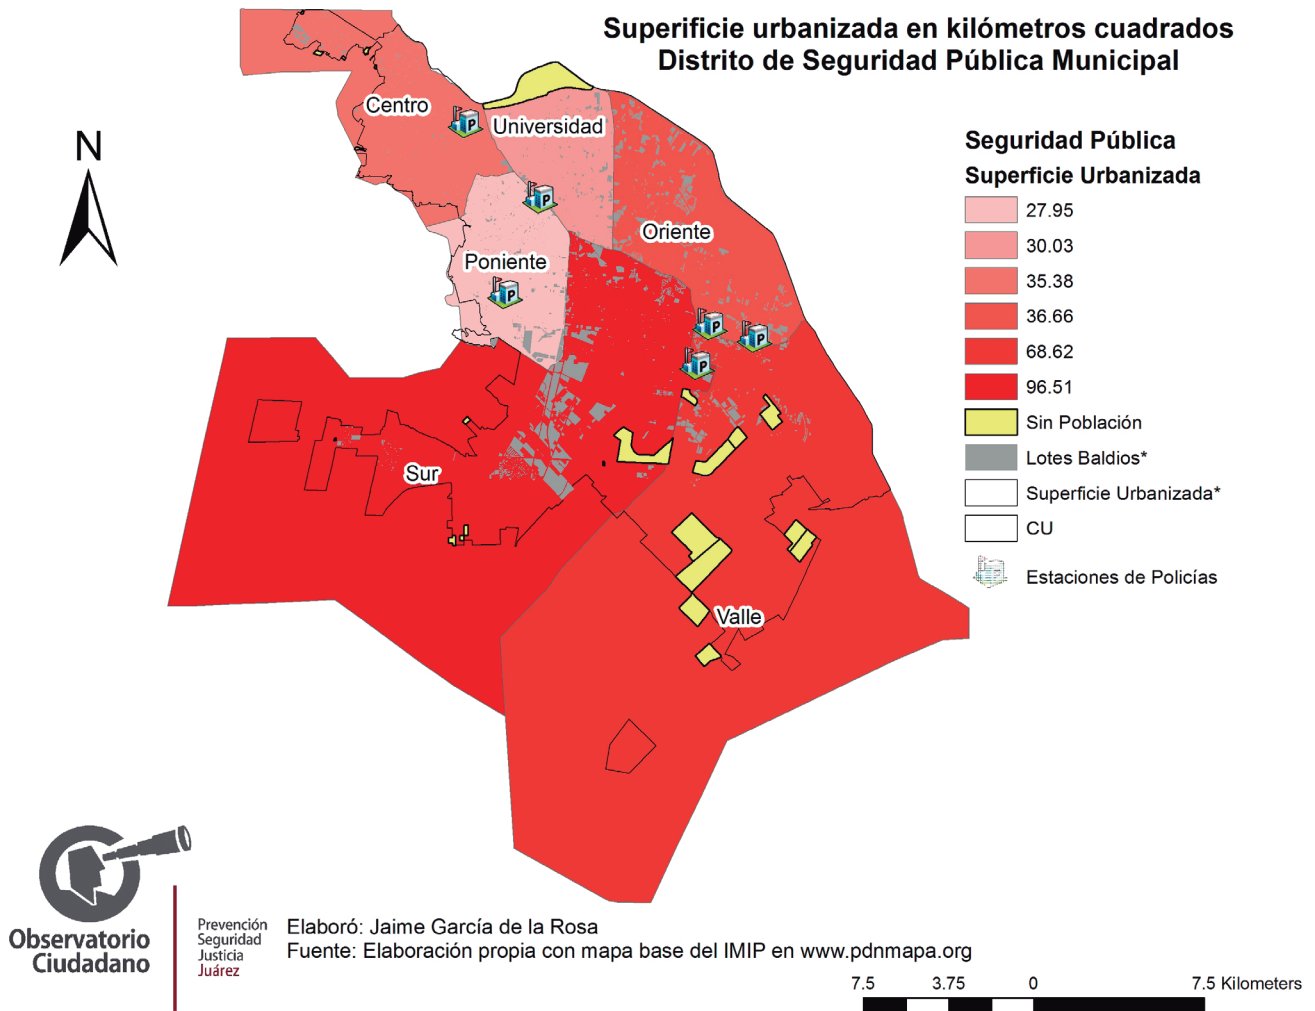 Superificie urbanizada en kilómetros cuadrados
Distrito de Seguridad Pública Municipal
N
Centro
Universidad
Oriente
Poniente
Sur
Valle
P
P
P
P
P
P
Seguridad Pública
Superficie Urbanizada
27.95
30.03
35.38
36.66
68.62
96.51
Sin Población
Lotes Baldios*
Superficie Urbanizada*
CU
Estaciones de Policías
Observatorio
Ciudadano
Prevención
Seguridad
Justicia
Juárez
Elaboró: Jaime García de la Rosa
Fuente: Elaboración propia con mapa base del IMIP en www.pdnmapa.org
7.5 3.75 0 7.5 Kilometers